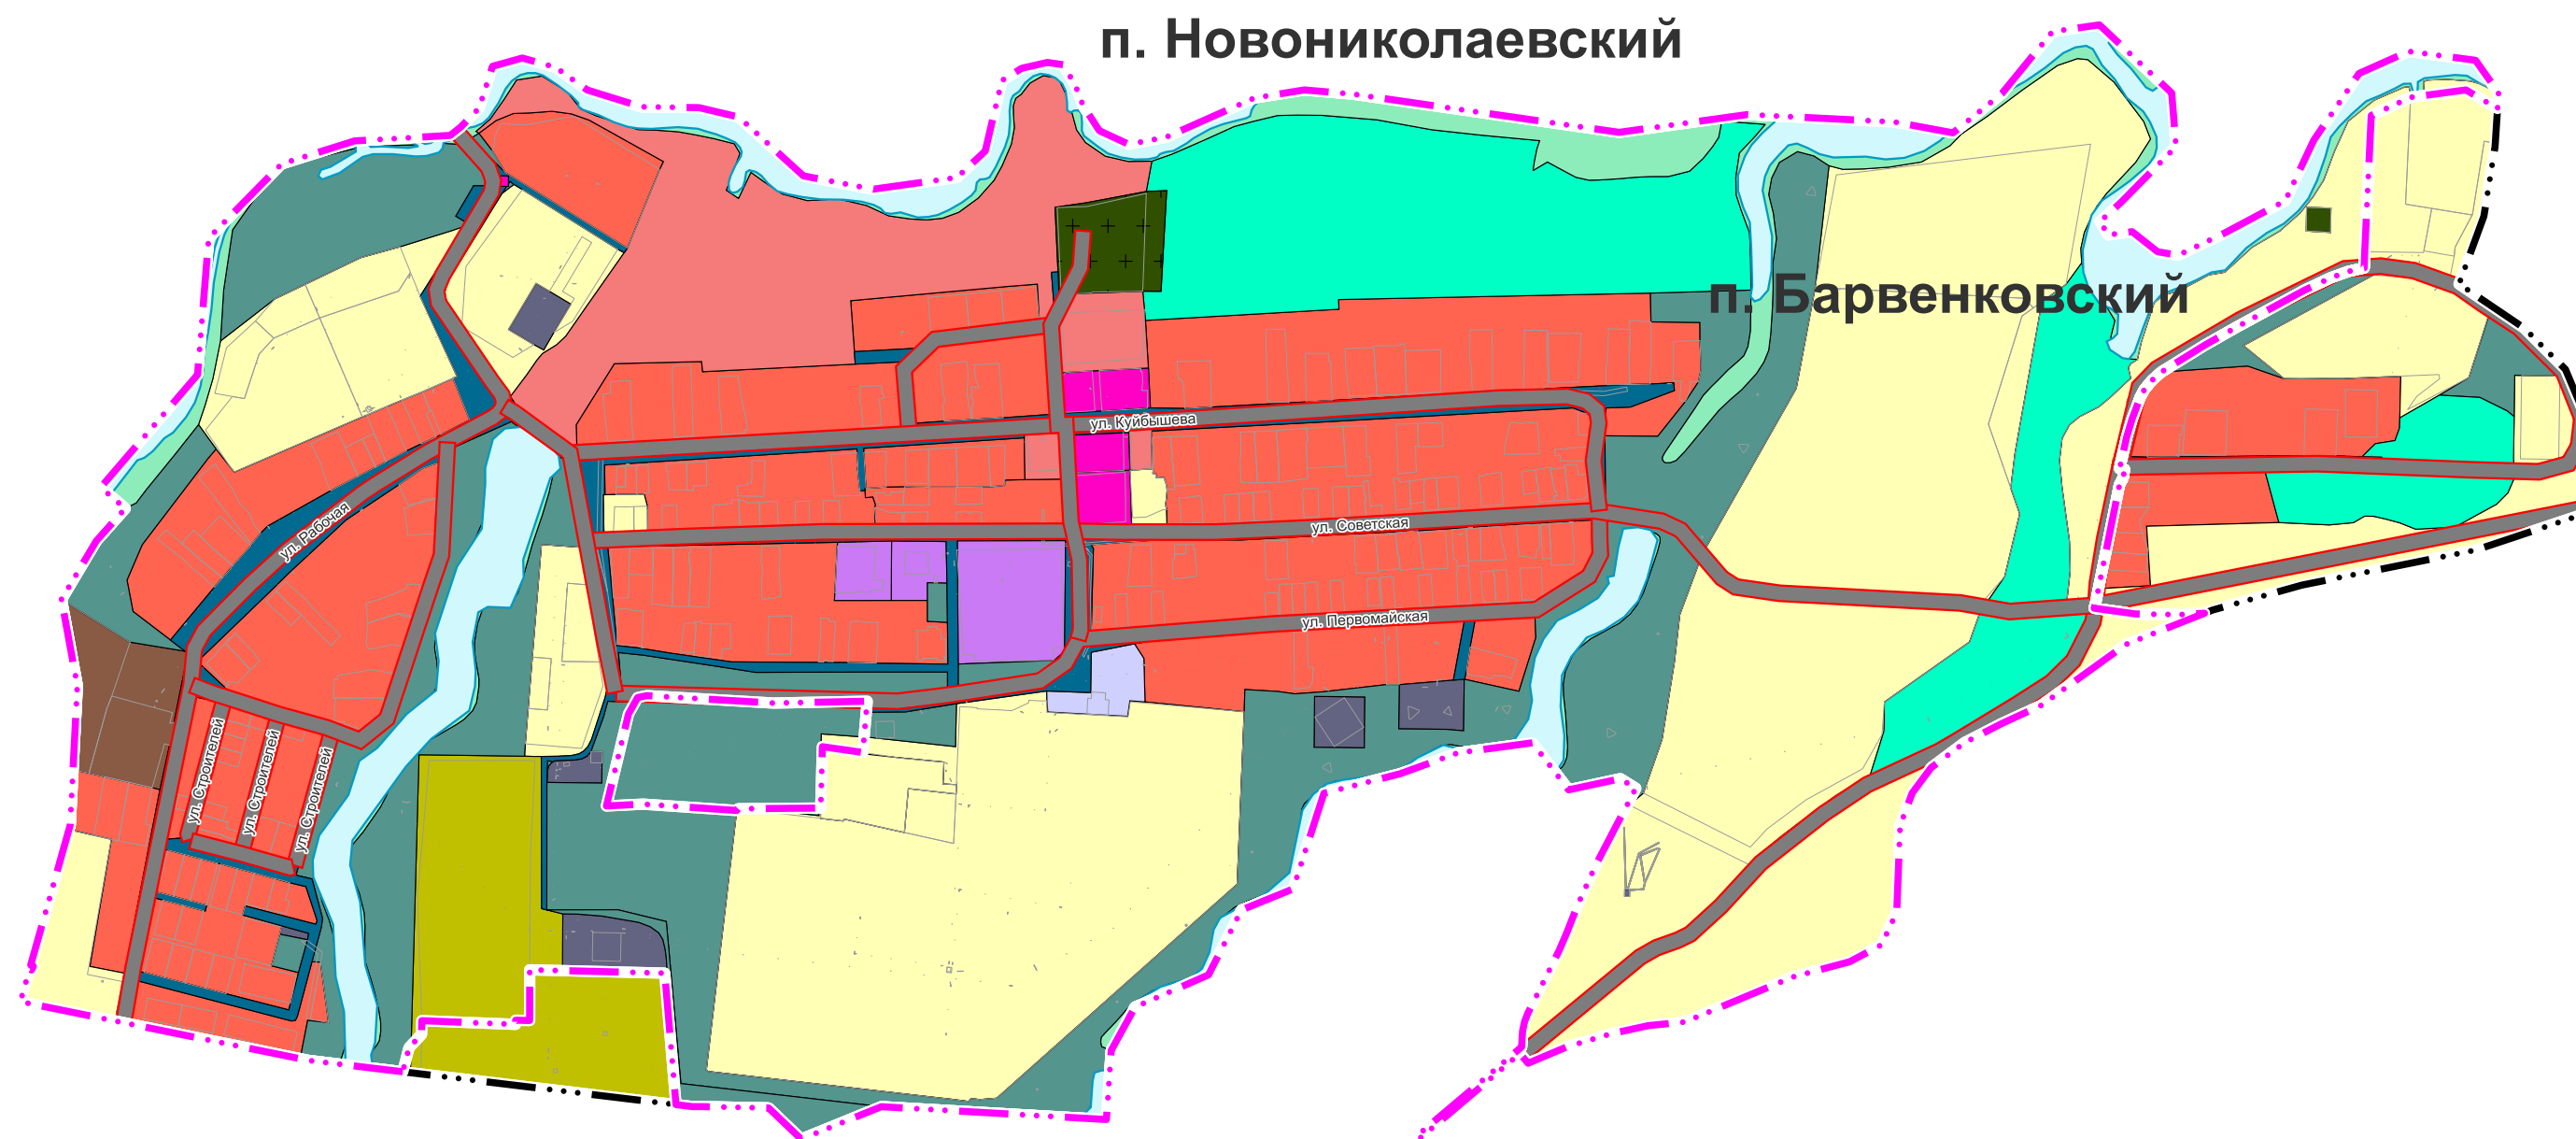 п. Новониколаевский
п. Барвенковский
ул. Куйбышева
ул. Рабочая
ул. Советская
ул. Первомайская
ул. Строителей
ул. Строителей
ул. Строителей